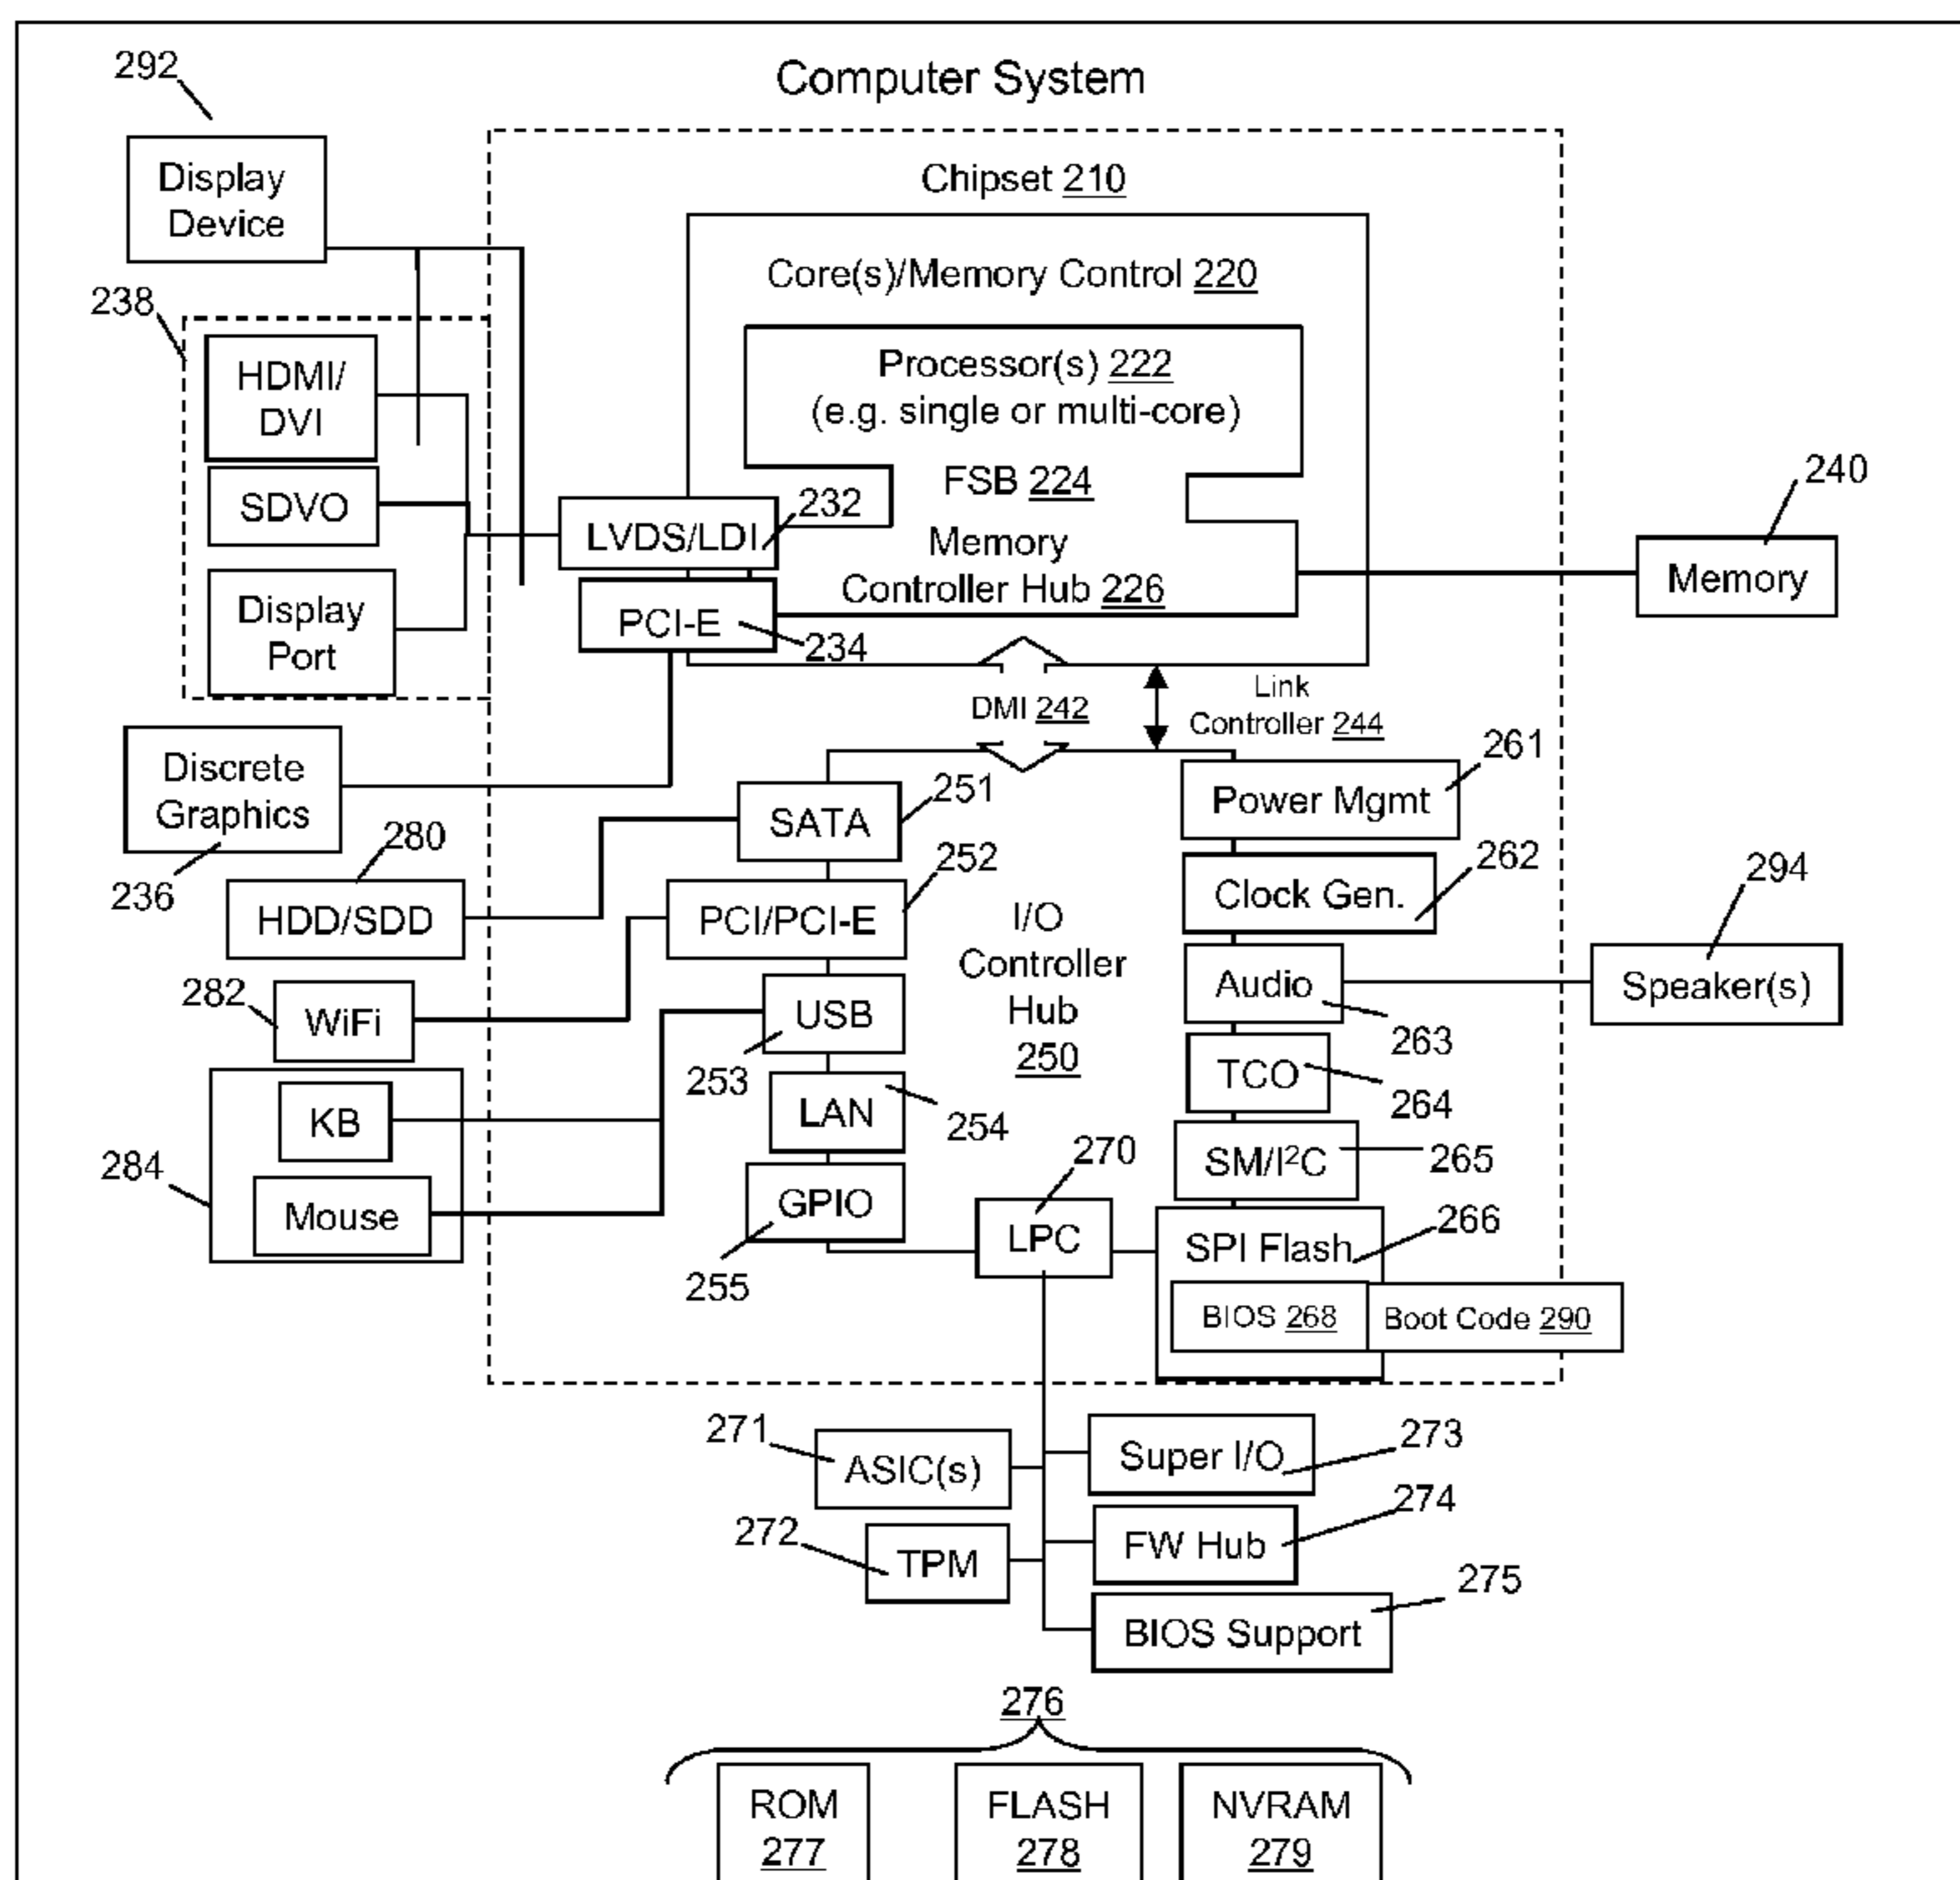 292
Computer System
Display
Device
Chipset 210
238
Core(s)/Memory Control 220
HDMI/
DVI
Processor(s) 222
(e.g. single or multi-core)
SDVO
FSB 224
232
LVDS/LDI
240
Memory
Controller Hub 226
Memory
Display
Port
PCI-E
234
DMI 242
Link
Controller 244
261
Discrete
Graphics
236
251
SATA
Power Mgmt
280
252
262
Clock Gen.
294
HDD/SDD
PCI/PCI-E
I/O
Controller
Hub
250
Audio
263
Speaker(s)
282
WiFi
USB
253
TCO
264
KB
LAN
254
284
270
SM/I²C
265
Mouse
GPIO
255
LPC
SPI Flash
266
BIOS 268
Boot Code 290
271
ASIC(s)
Super I/O
273
272
TPM
FW Hub
274
275
BIOS Support
276
ROM
277
FLASH
278
NVRAM
279